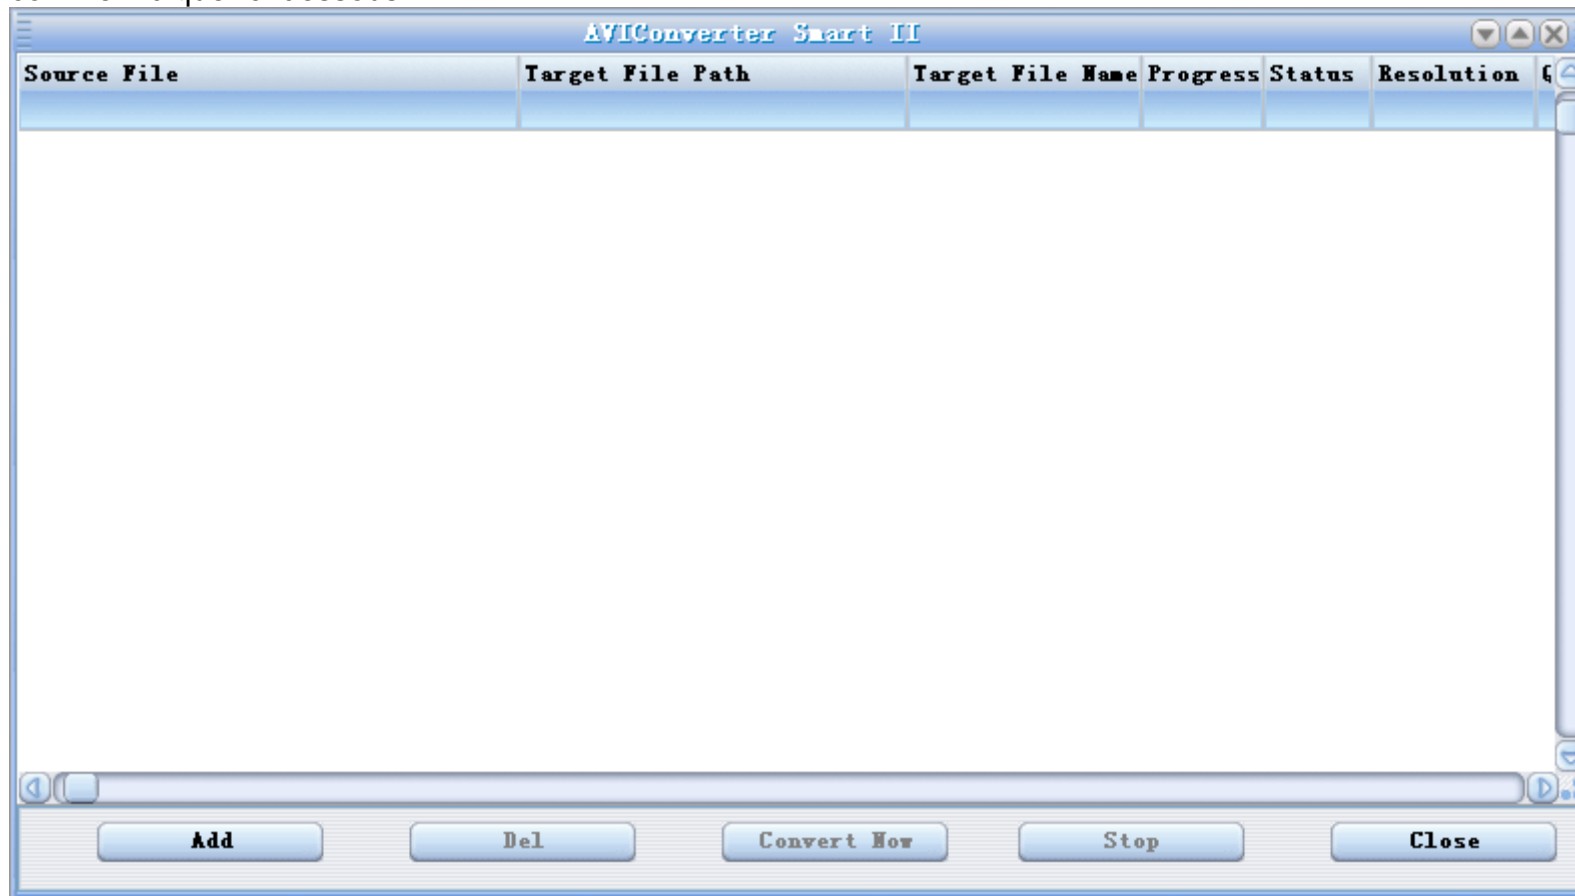 AVIConverter Smart II
Source File Target File Path Target File Name Progress Status Resolution
Add Del Convert Now Stop Close